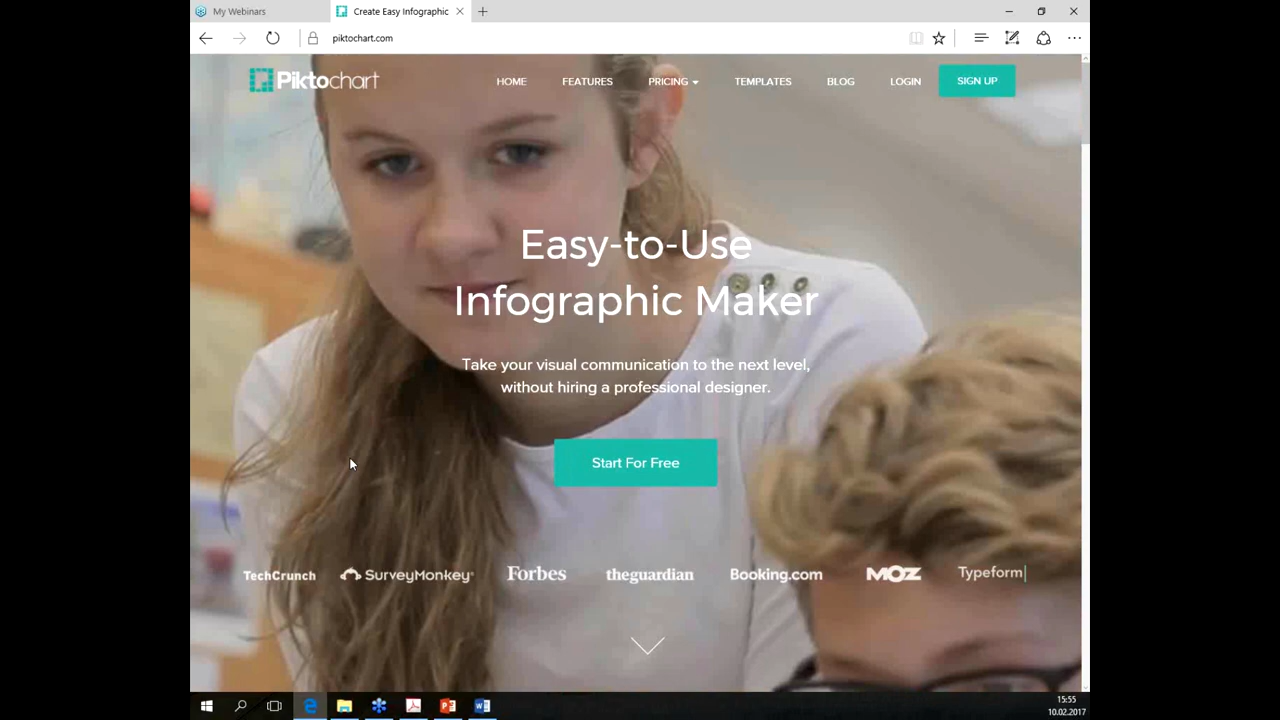 My Webinars
Create Easy Infographic
piktochart.com
Piktochart
HOME
FEATURES
PRICING
TEMPLATES
BLOG
LOGIN
SIGN UP
Easy-to-Use
Infographic Maker
Take your visual communication to the next level,
without hiring a professional designer.
Start For Free
TechCrunch
SurveyMonkey
Forbes
theguardian
Booking.com
MOZ
Typeform
15:55
10.02.2017